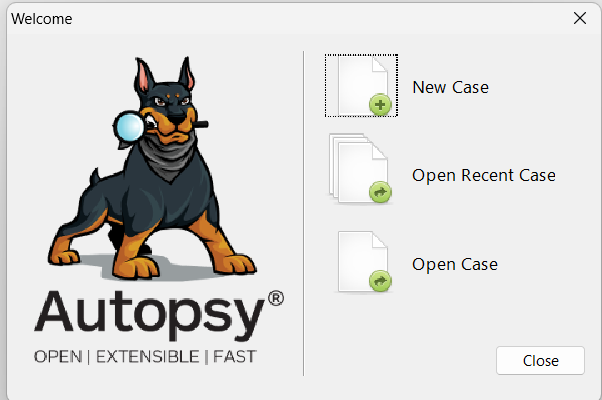 Welcome
New Case
Open Recent Case
Open Case
Autopsy®
OPEN | EXTENSIBLE | FAST
Close